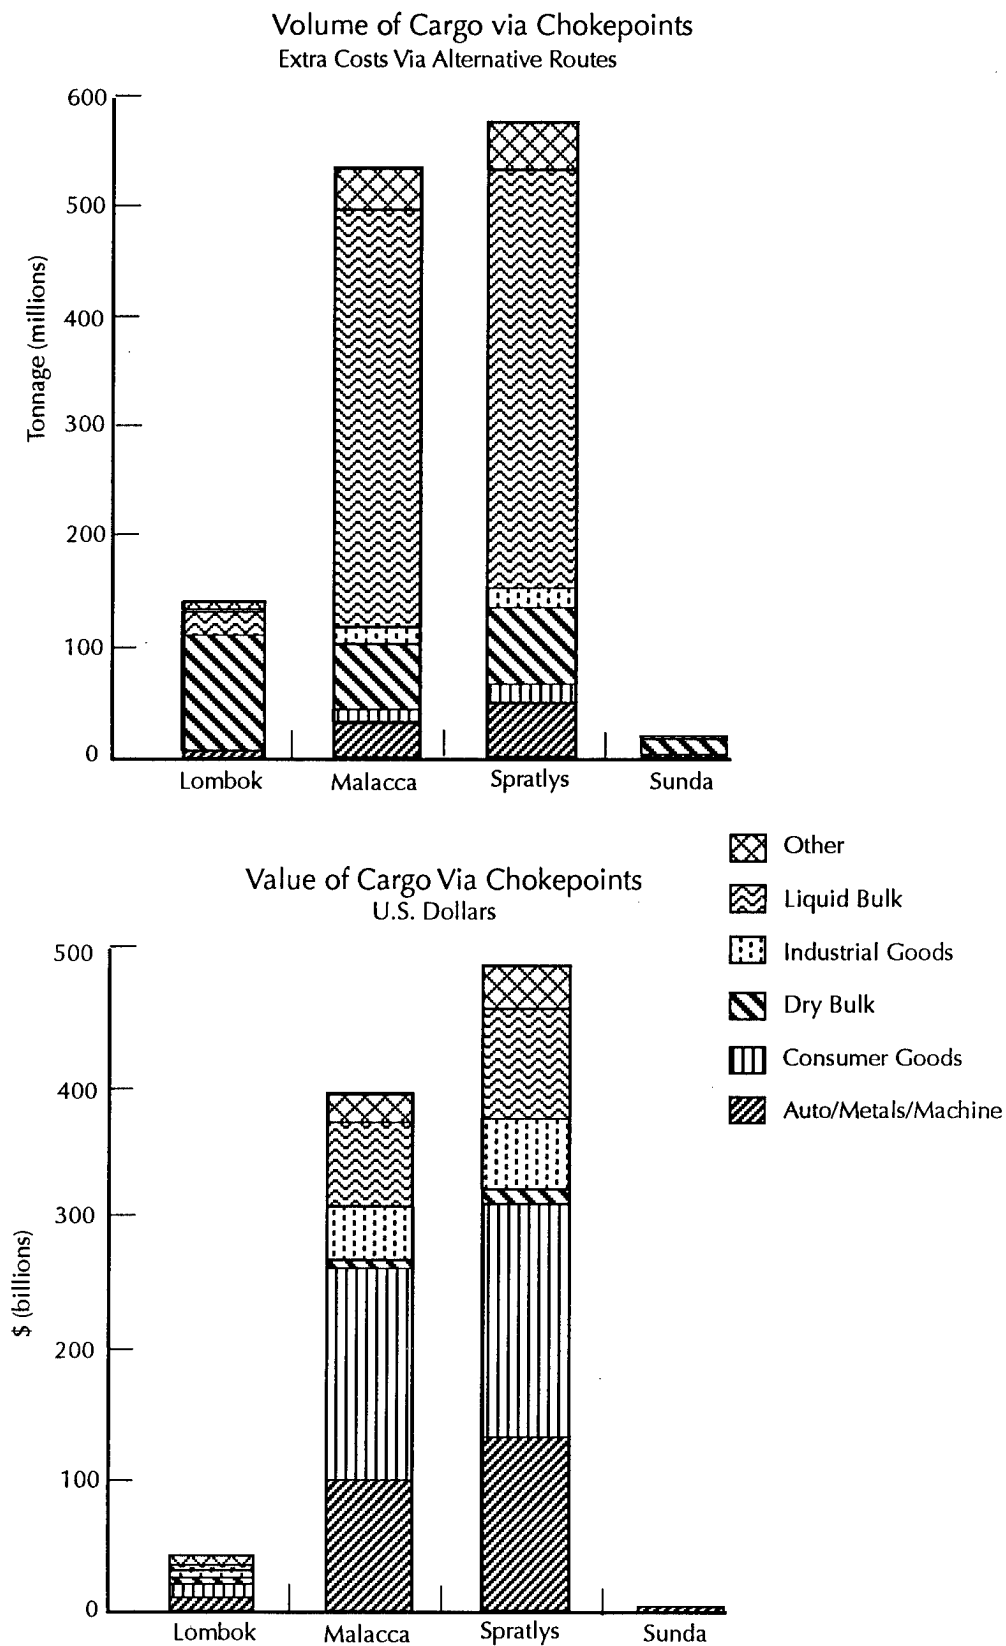 Volume of Cargo via Chokepoints
Extra Costs Via Alternative Routes
600
500
400
300
200
100
0
Tonnage (millions)
Lombok
Malacca
Spratlys
Sunda
Other
Liquid Bulk
Industrial Goods
Dry Bulk
Consumer Goods
Auto/Metals/Machine
Value of Cargo Via Chokepoints
U.S. Dollars
500
400
300
200
100
0
$ (billions)
Lombok
Malacca
Spratlys
Sunda